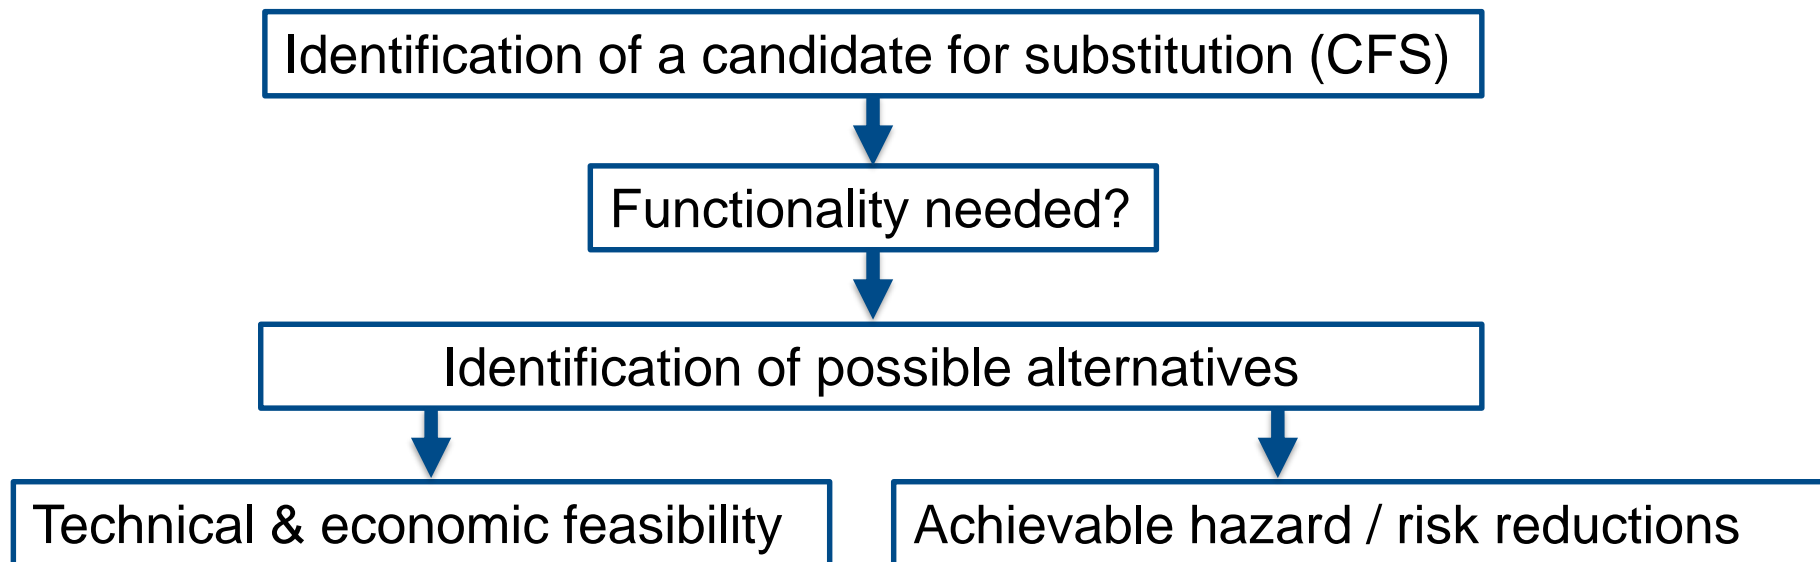 Identification of a candidate for substitution (CFS)
Functionality needed?
Identification of possible alternatives
Technical & economic feasibility
Achievable hazard / risk reductions